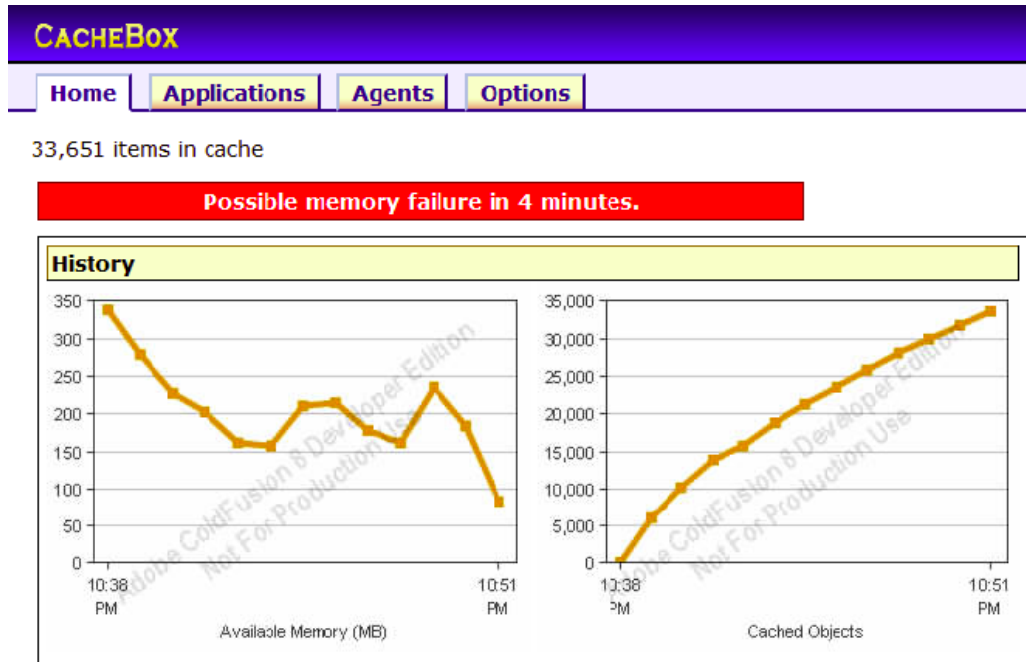 CACHEBOX
Home Applications Agents Options
33,651 items in cache
Possible memory failure in 4 minutes.
History
350
300
250
200
150
100
50
0
10:38 PM
10:51 PM
Available Memory (MB)
Adobe ColdFusion 8 Developer Edition
Not For Production Use
35,000
30,000
25,000
20,000
15,000
10,000
5,000
0
10:38 PM
10:51 PM
Cached Objects
Adobe ColdFusion 8 Developer Edition
Not For Production Use